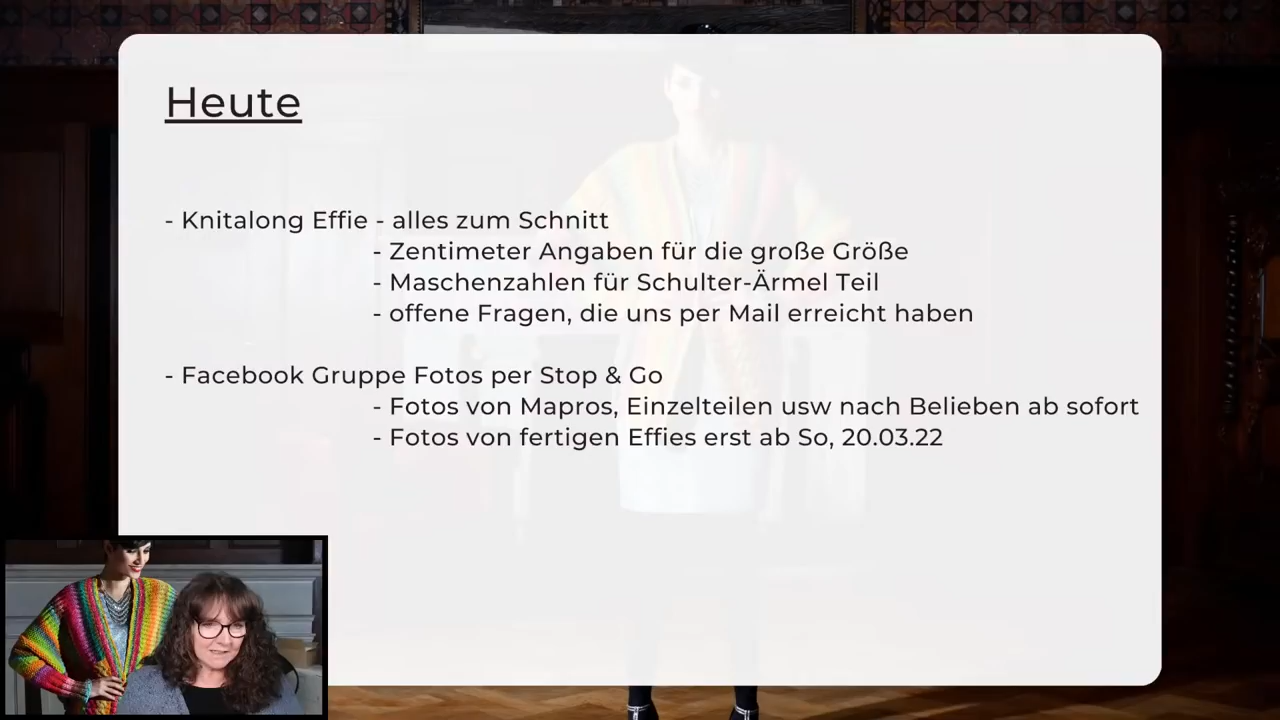 Heute
- Knitalong Effie - alles zum Schnitt
- Zentimeter Angaben für die große Größe
- Maschenzahlen für Schulter-Ärmel Teil
- offene Fragen, die uns per Mail erreicht haben
- Facebook Gruppe Fotos per Stop & Go
- Fotos von Mapros, Einzelteilen usw nach Belieben ab sofort
- Fotos von fertigen Effies erst ab So, 20.03.22